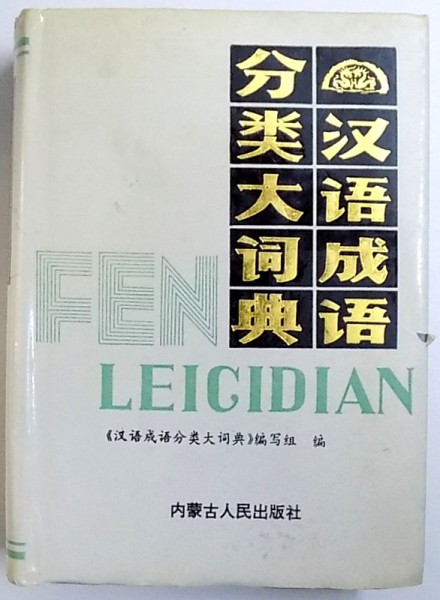 汉语成语
分类大词典
FEN
LEICIDIAN
《汉语成语分类大词典》编写组 编
内蒙古人民出版社